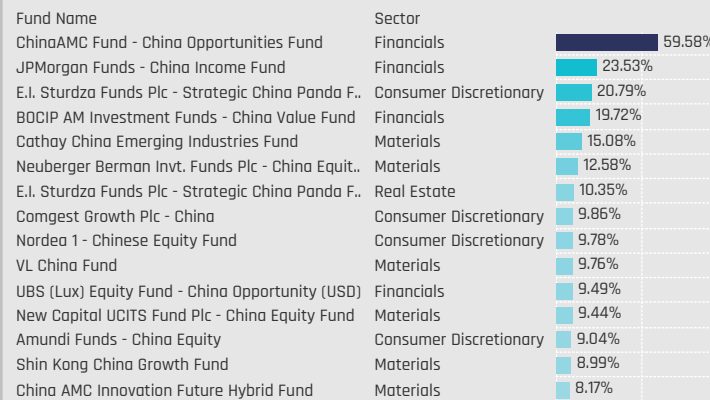 Fund Name Sector
ChinaAMC Fund - China Opportunities Fund Financials 59.58%
JPMorgan Funds - China Income Fund Financials 23.53%
E.I. Sturdza Funds Plc - Strategic China Panda F.. Consumer Discretionary 20.79%
BOCIP AM Investment Funds - China Value Fund Financials 19.72%
Cathay China Emerging Industries Fund Materials 15.08%
Neuberger Berman Invt. Funds Plc - China Equit.. Materials 12.58%
E.I. Sturdza Funds Plc - Strategic China Panda F.. Real Estate 10.35%
Comgest Growth Plc - China Consumer Discretionary 9.86%
Nordea 1 - Chinese Equity Fund Consumer Discretionary 9.78%
VL China Fund Materials 9.76%
UBS (Lux) Equity Fund - China Opportunity (USD) Financials 9.49%
New Capital UCITS Fund Plc - China Equity Fund Materials 9.44%
Amundi Funds - China Equity Consumer Discretionary 9.04%
Shin Kong China Growth Fund Materials 8.99%
China AMC Innovation Future Hybrid Fund Materials 8.17%